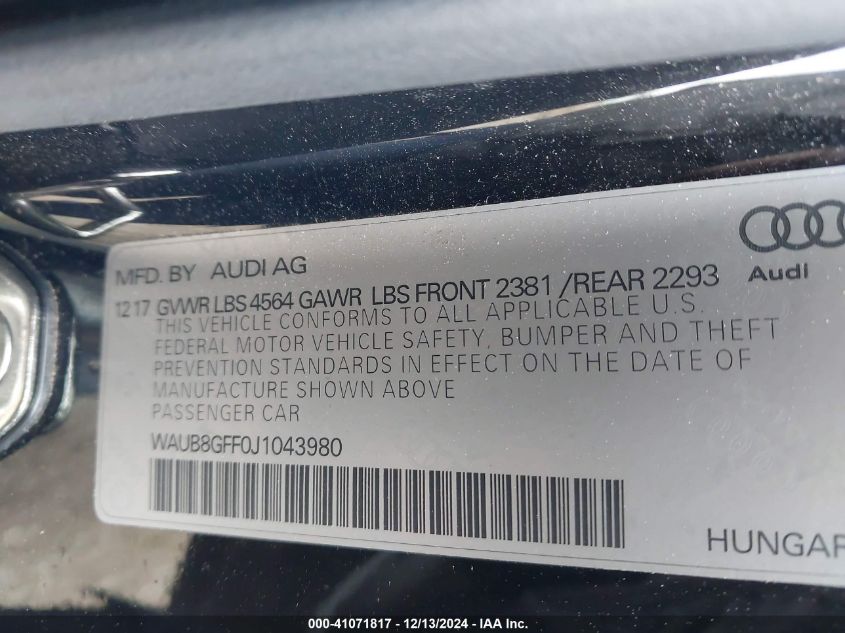 MFD. BY AUDI AG
Audi
12 17 GVWR LBS 4564 GAWR LBS FRONT 2381 /REAR 2293
THIS VEHICLE CONFORMS TO ALL APPLICABLE U.S.
FEDERAL MOTOR VEHICLE SAFETY, BUMPER AND THEFT
PREVENTION STANDARDS IN EFFECT ON THE DATE OF
MANUFACTURE SHOWN ABOVE
PASSENGER CAR
WAUB8GFF0J1043980
HUNGAR
000-41071817 - 12/13/2024 - IAA Inc.